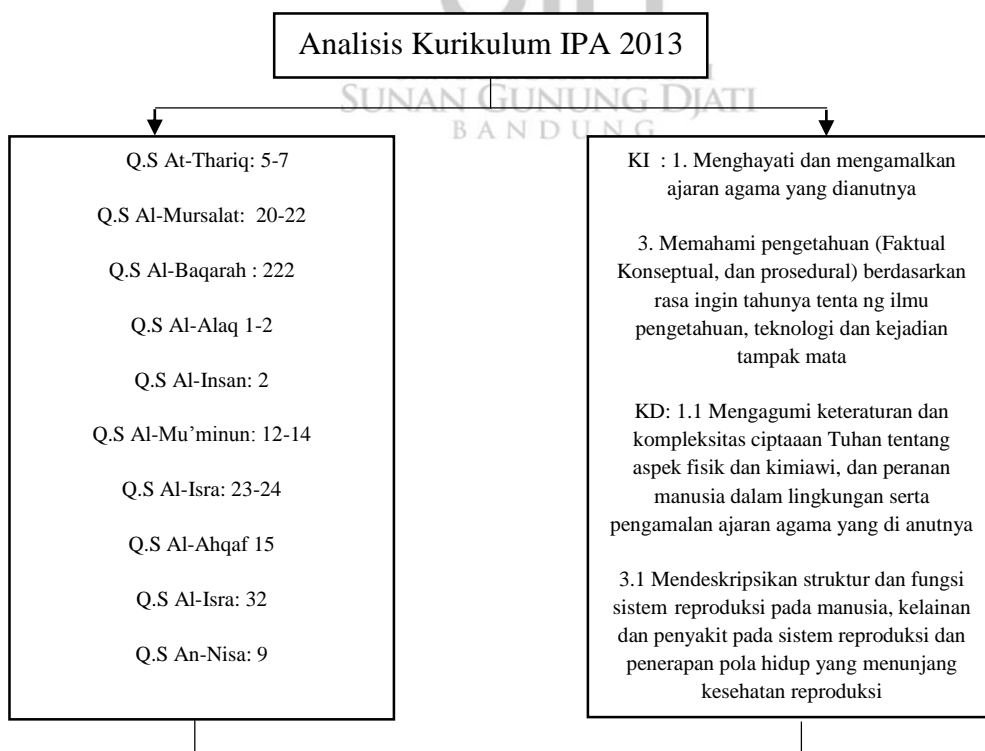 Analisis Kurikulum IPA 2013
SUNAN GUNUNG DJATI
BANDUNG
Q.S At-Thariq: 5-7
Q.S Al-Mursalat: 20-22
Q.S Al-Baqarah : 222
Q.S Al-Alaq 1-2
Q.S Al-Insan: 2
Q.S Al-Mu’minun: 12-14
Q.S Al-Isra: 23-24
Q.S Al-Ahqaf 15
Q.S Al-Isra: 32
Q.S An-Nisa: 9
KI : 1. Menghayati dan mengamalkan
ajaran agama yang dianutnya
3. Memahami pengetahuan (Faktual
Konseptual, dan prosedural) berdasarkan
rasa ingin tahunya tenta ng ilmu
pengetahuan, teknologi dan kejadian
tampak mata
KD: 1.1 Mengagumi keteraturan dan
kompleksitas ciptaaan Tuhan tentang
aspek fisik dan kimiawi, dan peranan
manusia dalam lingkungan serta
pengamalan ajaran agama yang di anutnya
3.1 Mendeskripsikan struktur dan fungsi
sistem reproduksi pada manusia, kelainan
dan penyakit pada sistem reproduksi dan
penerapan pola hidup yang menunjang
kesehatan reproduksi